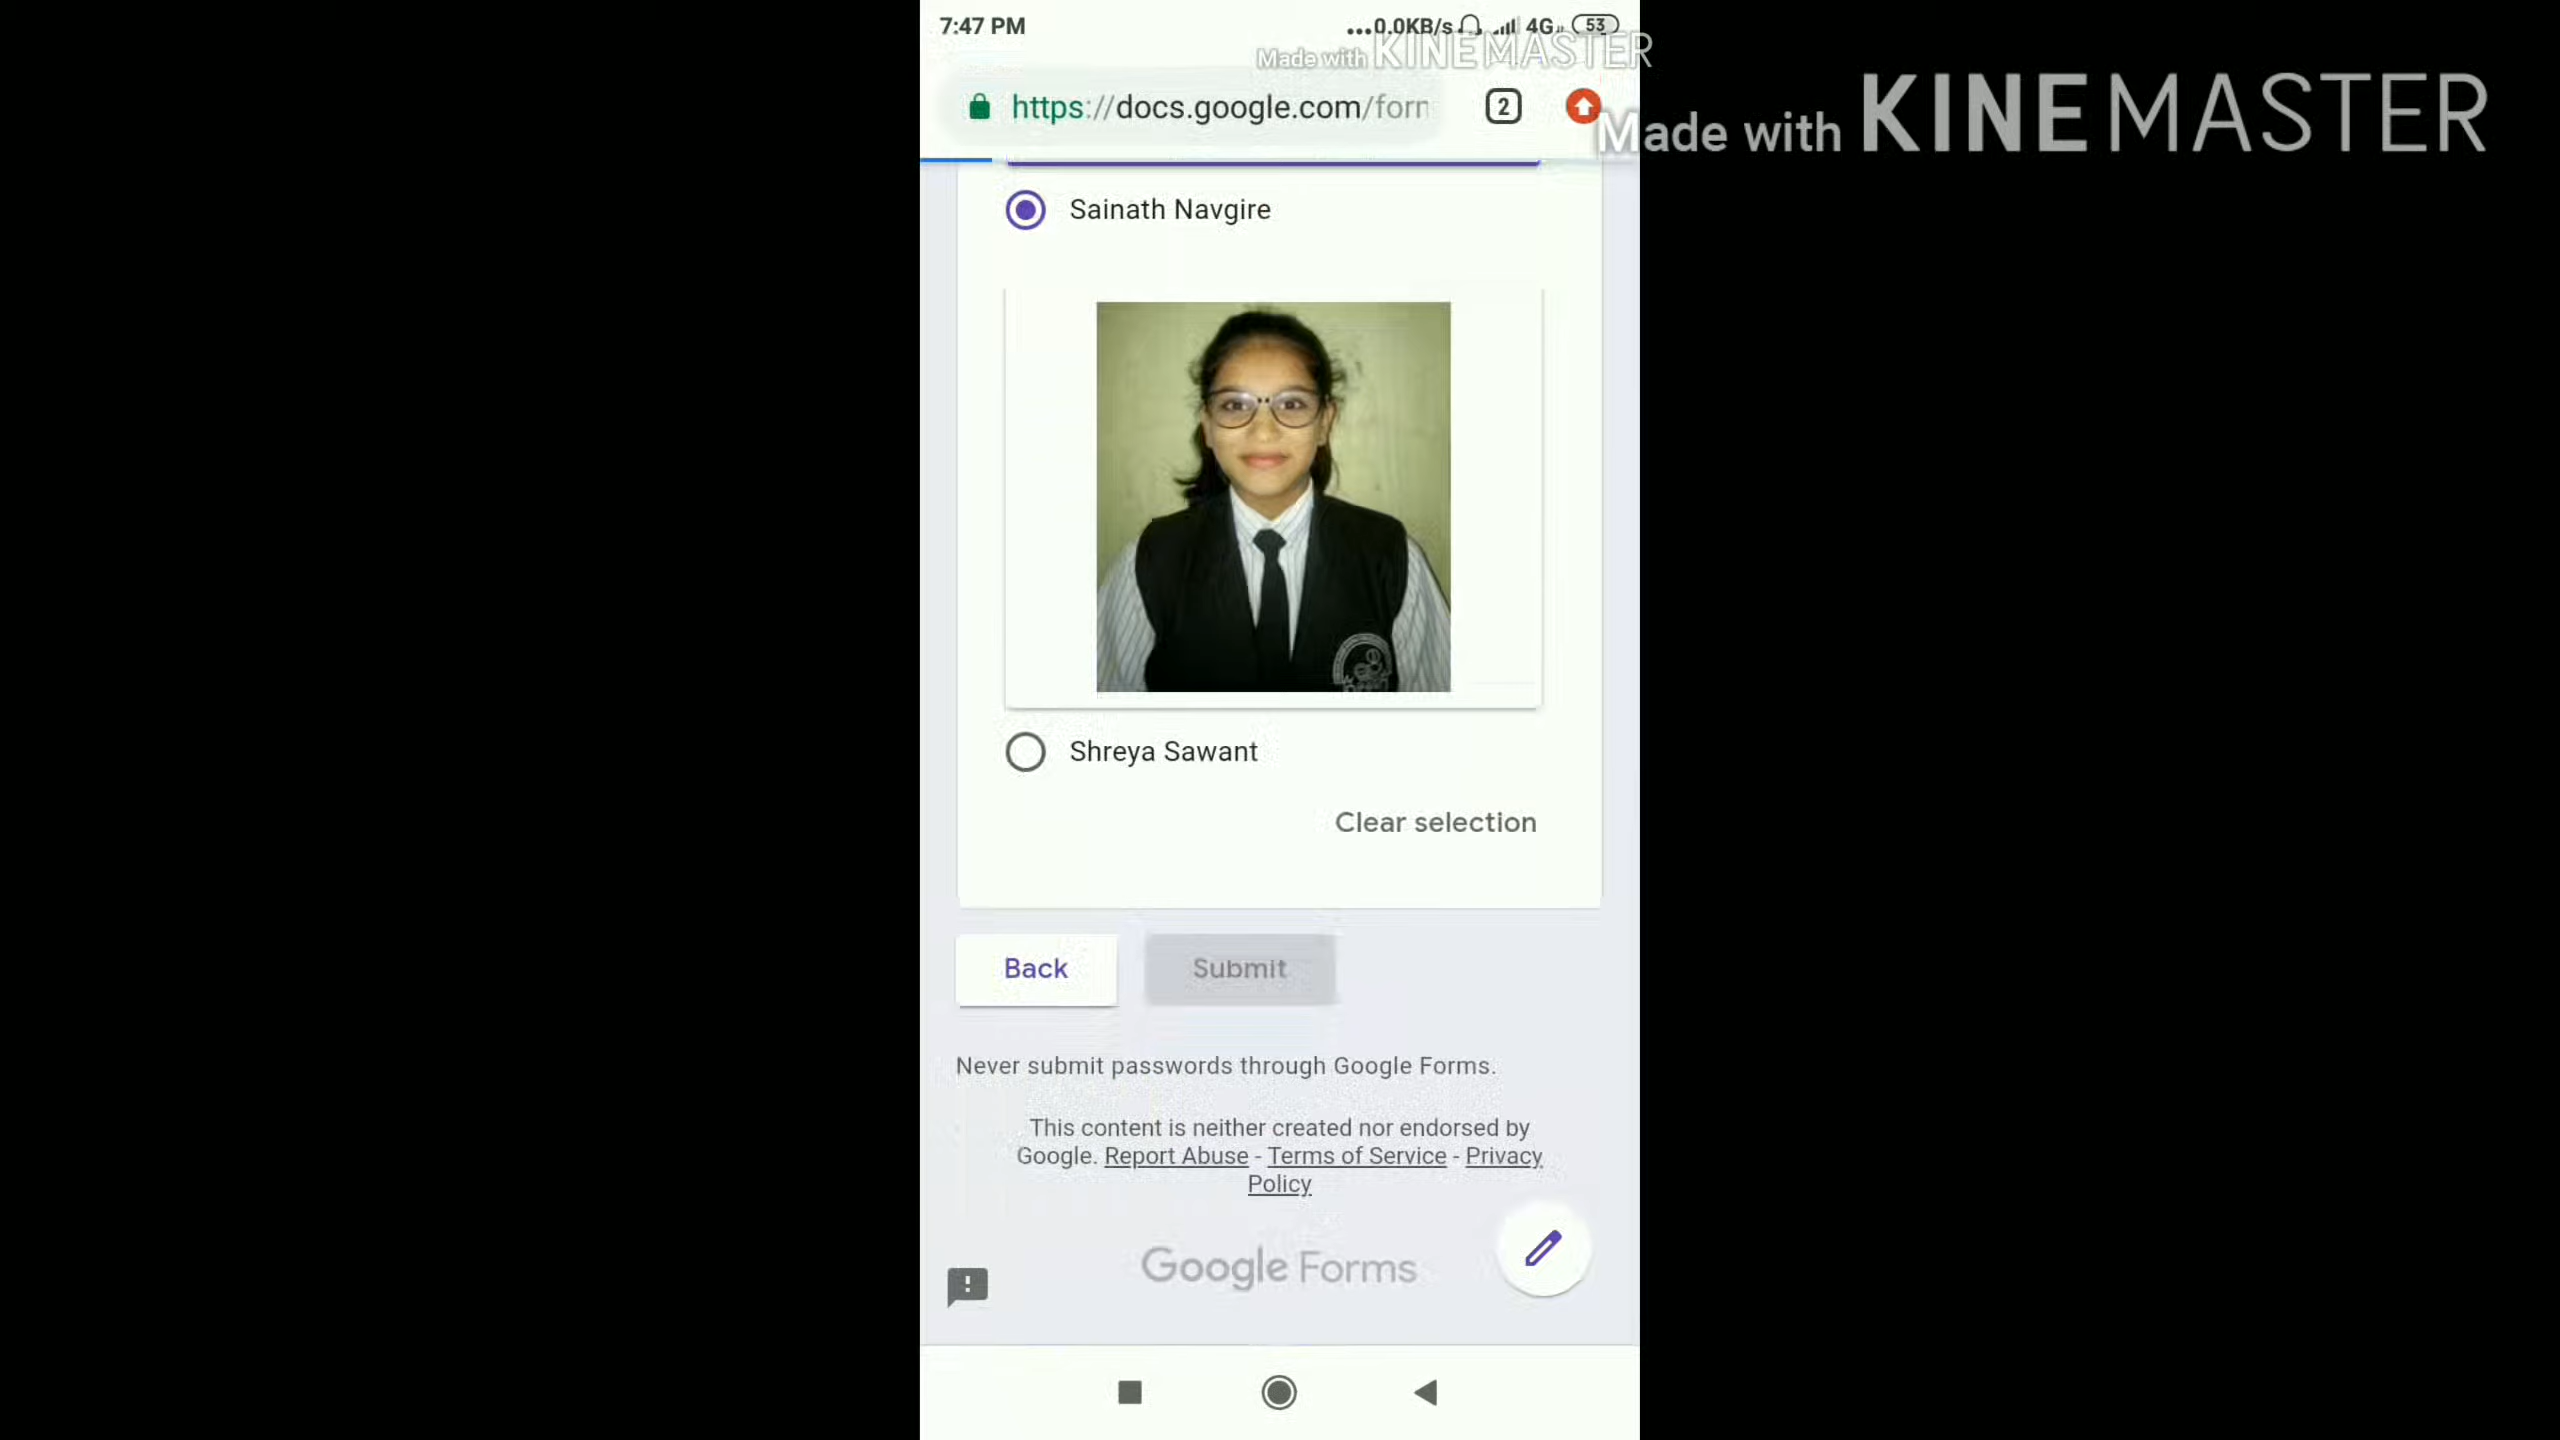 7:47 PM
...0.0KB/s 4G 53
Made with KINEMASTER
Made with KINEMASTER
https://docs.google.com/forn
2
Sainath Navgire
Shreya Sawant
Clear selection
Back
Submit
Never submit passwords through Google Forms.
This content is neither created nor endorsed by
Google. Report Abuse - Terms of Service - Privacy
Policy
Google Forms